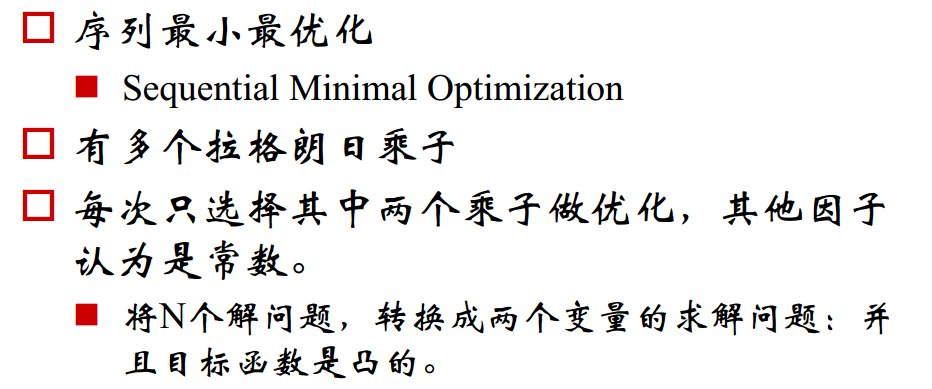 序列最小最优化
Sequential Minimal Optimization
有多个拉格朗日乘子
每次只选择其中两个乘子做优化，其他因子
认为是常数。
将N个解问题，转换成两个变量的求解问题：并
且目标函数是凸的。